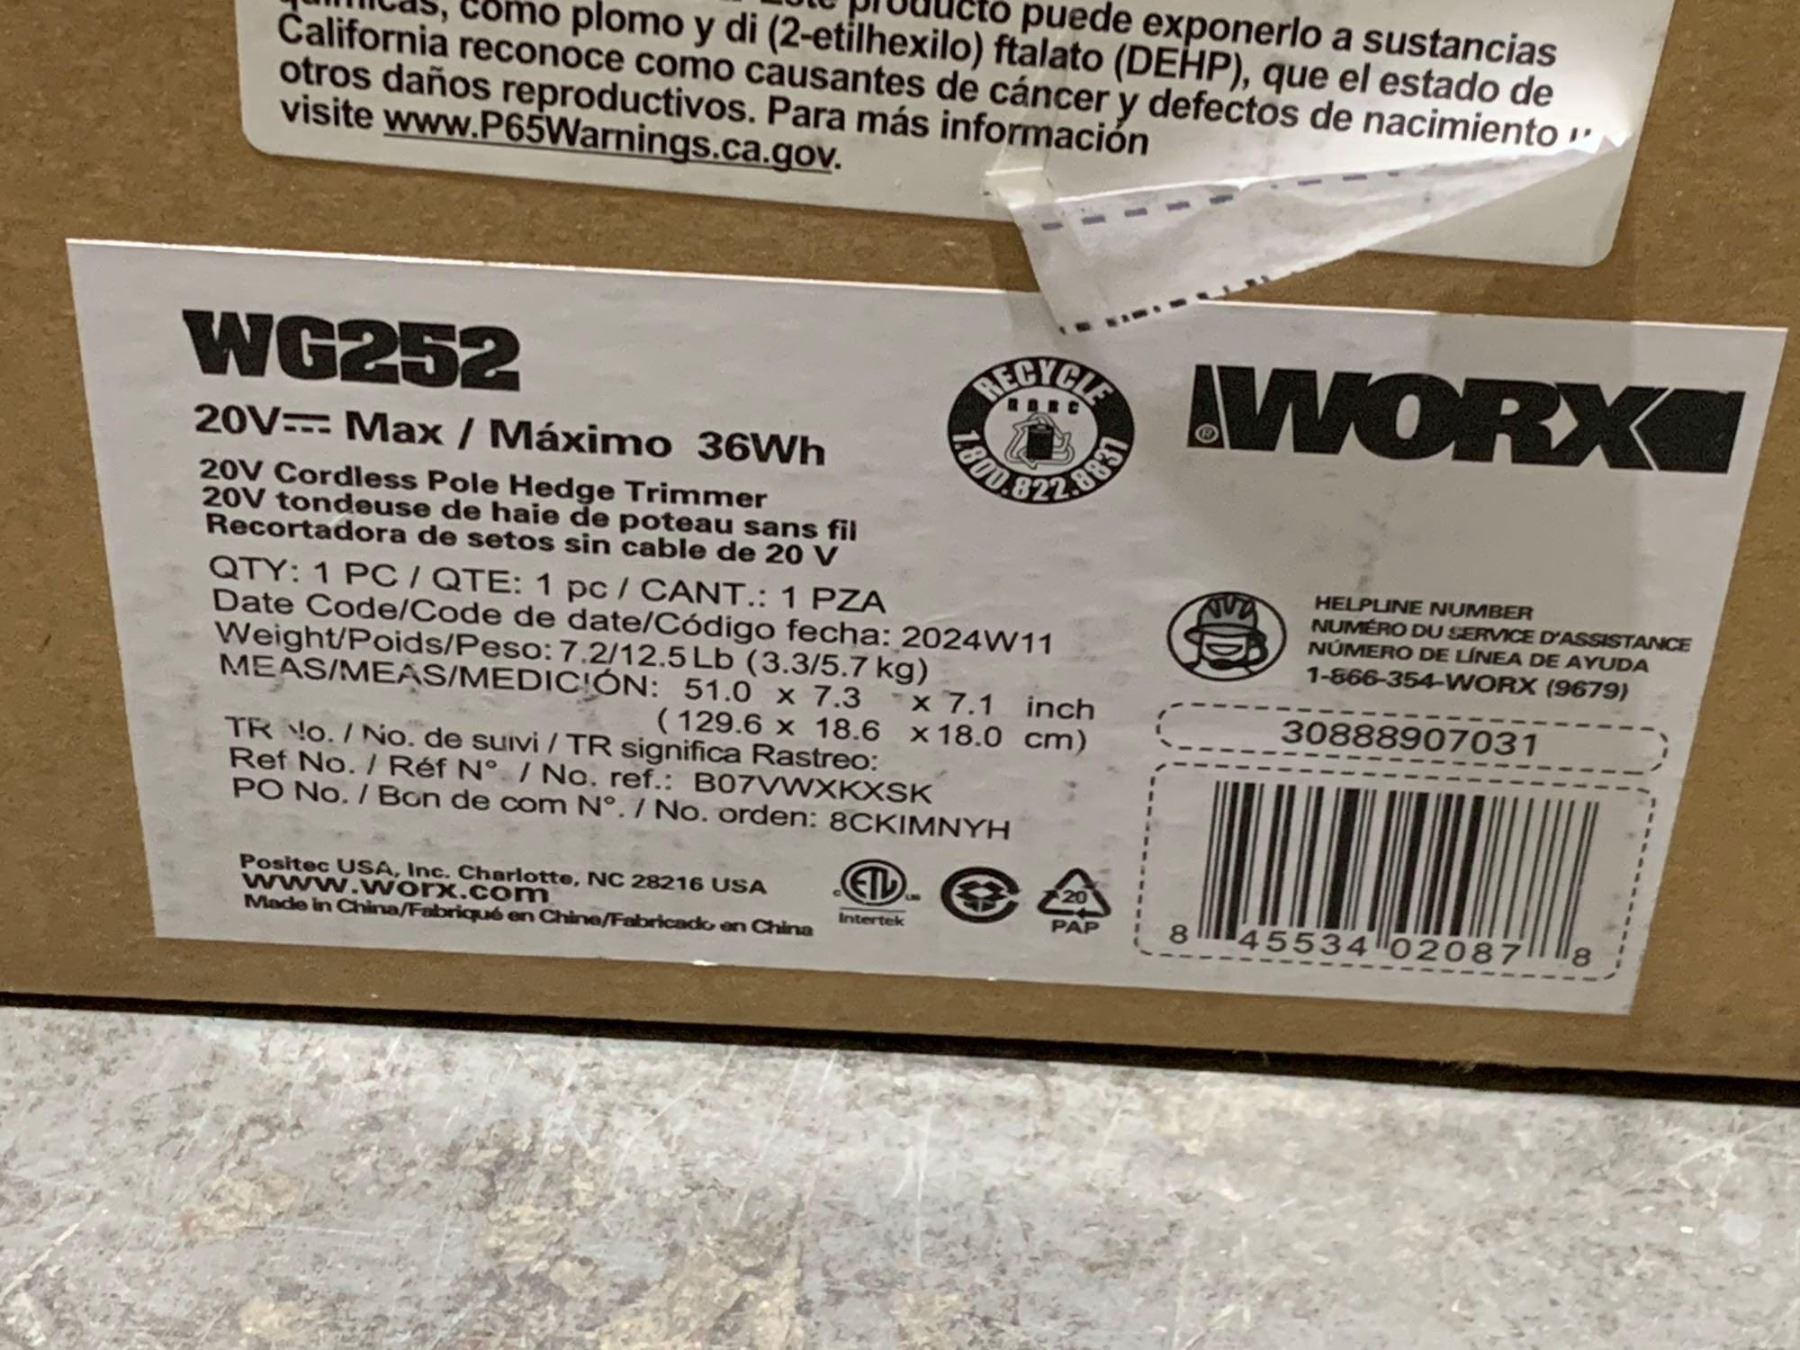 producto puede exponerlo a sustancias
como plomo y di (2-etilhexilo) ftalato (DEHP), que el estado de
California reconoce como causantes de cáncer y defectos de nacimiento u
otros daños reproductivos. Para más información
visite www.P65Warnings.ca.gov.
WG252
20V Max / Máximo 36Wh
20V Cordless Pole Hedge Trimmer
20V tondeuse de haie de poteau sans fil
Recortadora de setos sin cable de 20 V
QTY: 1 PC / QTE: 1 pc / CANT.: 1 PZA
Date Code/Code de date/Código fecha: 2024W11
Weight/Poids/Peso: 7.2/12.5 Lb (3.3/5.7 kg)
MEAS/MEAS/MEDICIÓN: 51.0 x 7.3 x 7.1 inch
(129.6 x 18.6 x 18.0 cm)
TR No. / No. de suivi / TR significa Rastreo:
Ref No. / Réf N° / No. ref.: B07VWXKXSK
PO No. / Bon de com N°. / No. orden: 8CKIMNYH
Positec USA, Inc. Charlotte, NC 28216 USA
www.worx.com
Made in China/Fabriqué en Chine/Fabricado en China
RECYCLE
RBRC
1.800.822.8837
WORX
®
HELPLINE NUMBER
NUMÉRO DU SERVICE D'ASSISTANCE
NÚMERO DE LÍNEA DE AYUDA
1-866-354-WORX (9679)
30888907031
8 45534 02087 8
ETL
Intertek
20
PAP